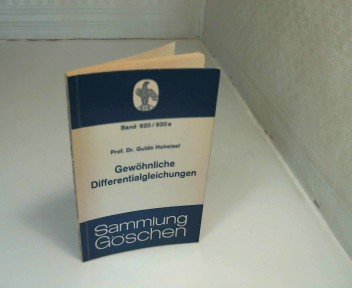 Band 920/920a
Prof. Dr. Guido Hoheisel
Gewöhnliche
Differentialgleichungen
Sammlung
Göschen